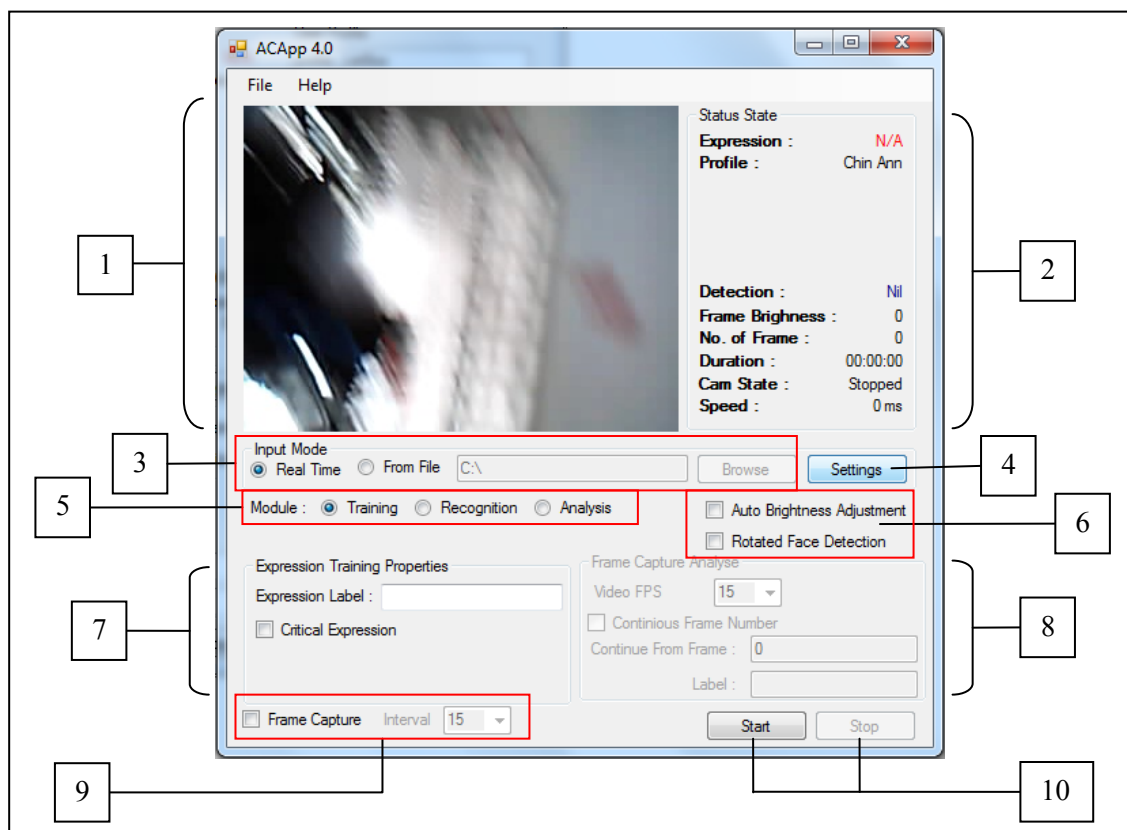 ACApp 4.0
File Help
Status State
Expression : N/A
Profile : Chin Ann
1
2
Detection : Nil
Frame Brighness : 0
No. of Frame : 0
Duration : 00:00:00
Cam State : Stopped
Speed : 0 ms
Input Mode
3
Real Time From File C:\ Browse Settings
4
5
Module : Training Recognition Analysis
Auto Brightness Adjustment
6
Rotated Face Detection
Expression Training Properties
Frame Capture Analyse
Expression Label :
Video FPS 15
7
Critical Expression
Continious Frame Number
8
Continue From Frame : 0
Label :
Frame Capture Interval 15
Start Stop
9
10